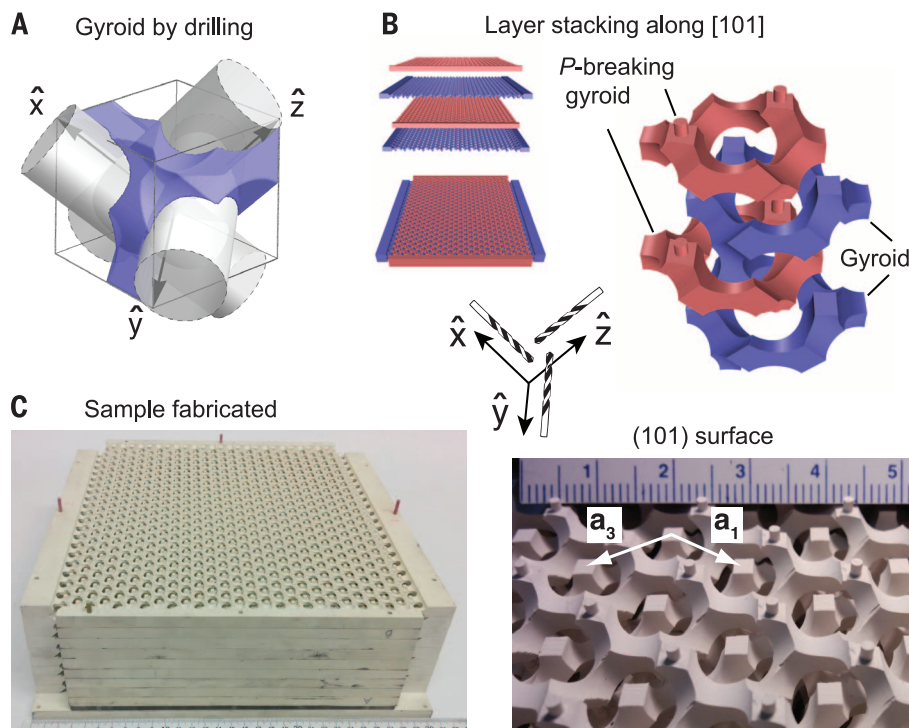 A
Gyroid by drilling
x̂
ẑ
ŷ
B
Layer stacking along [101]
P-breaking
gyroid
Gyroid
x̂
ẑ
ŷ
C
Sample fabricated
(101) surface
1 2 3 4 5
a₃
a₁